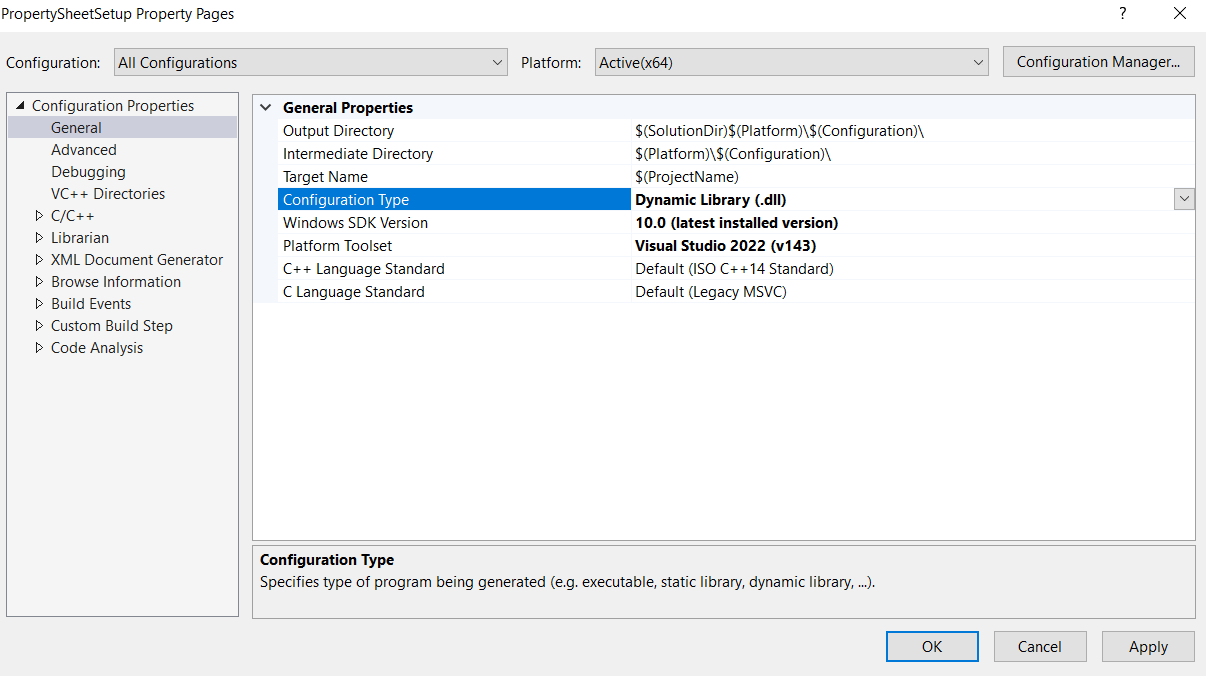 PropertySheetSetup Property Pages ?
Configuration: All Configurations Platform: Active(x64) Configuration Manager...
Configuration Properties
General
Advanced
Debugging
VC++ Directories
C/C++
Librarian
XML Document Generator
Browse Information
Build Events
Custom Build Step
Code Analysis
General Properties
Output Directory $(SolutionDir)$(Platform)\$(Configuration)\
Intermediate Directory $(Platform)\$(Configuration)\
Target Name $(ProjectName)
Configuration Type Dynamic Library (.dll)
Windows SDK Version 10.0 (latest installed version)
Platform Toolset Visual Studio 2022 (v143)
C++ Language Standard Default (ISO C++14 Standard)
C Language Standard Default (Legacy MSVC)
Configuration Type
Specifies type of program being generated (e.g. executable, static library, dynamic library, ...).
OK Cancel Apply